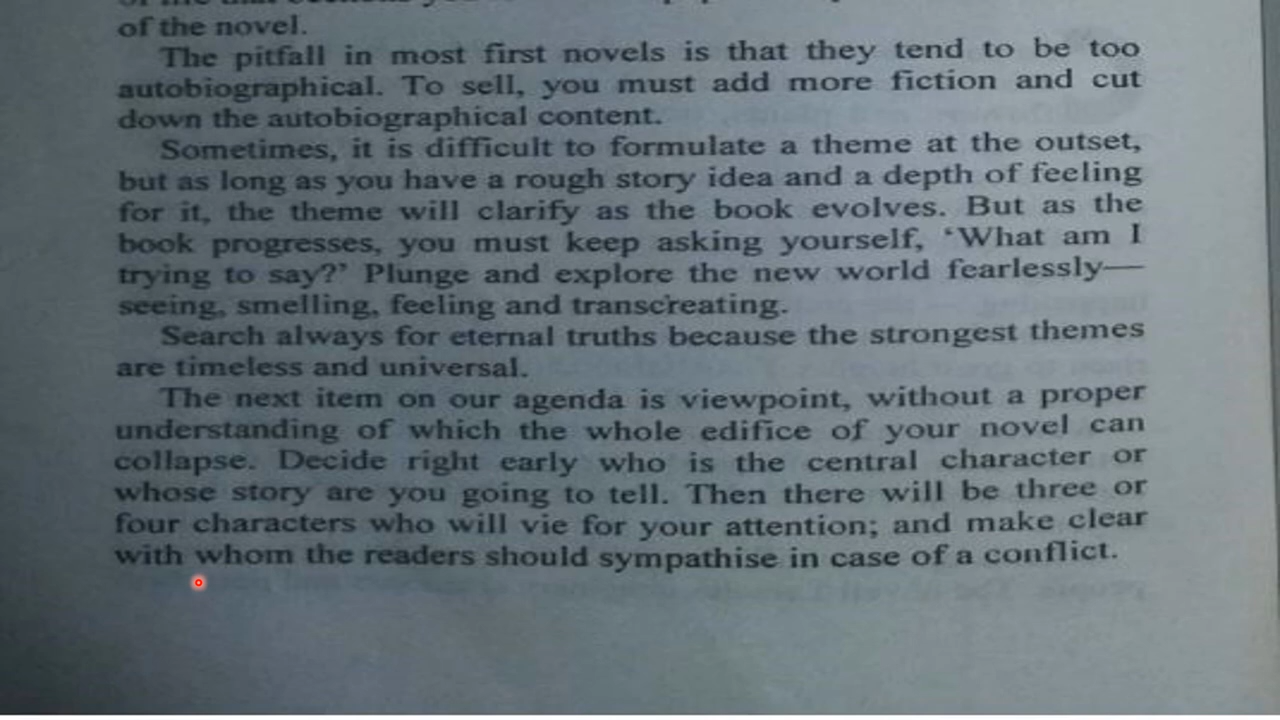 of the novel.
The pitfall in most first novels is that they tend to be too
autobiographical. To sell, you must add more fiction and cut
down the autobiographical content.
Sometimes, it is difficult to formulate a theme at the outset,
but as long as you have a rough story idea and a depth of feeling
for it, the theme will clarify as the book evolves. But as the
book progresses, you must keep asking yourself, ‘What am I
trying to say?’ Plunge and explore the new world fearlessly—
seeing, smelling, feeling and transcreating.
Search always for eternal truths because the strongest themes
are timeless and universal.
The next item on our agenda is viewpoint, without a proper
understanding of which the whole edifice of your novel can
collapse. Decide right early who is the central character or
whose story are you going to tell. Then there will be three or
four characters who will vie for your attention; and make clear
with whom the readers should sympathise in case of a conflict.